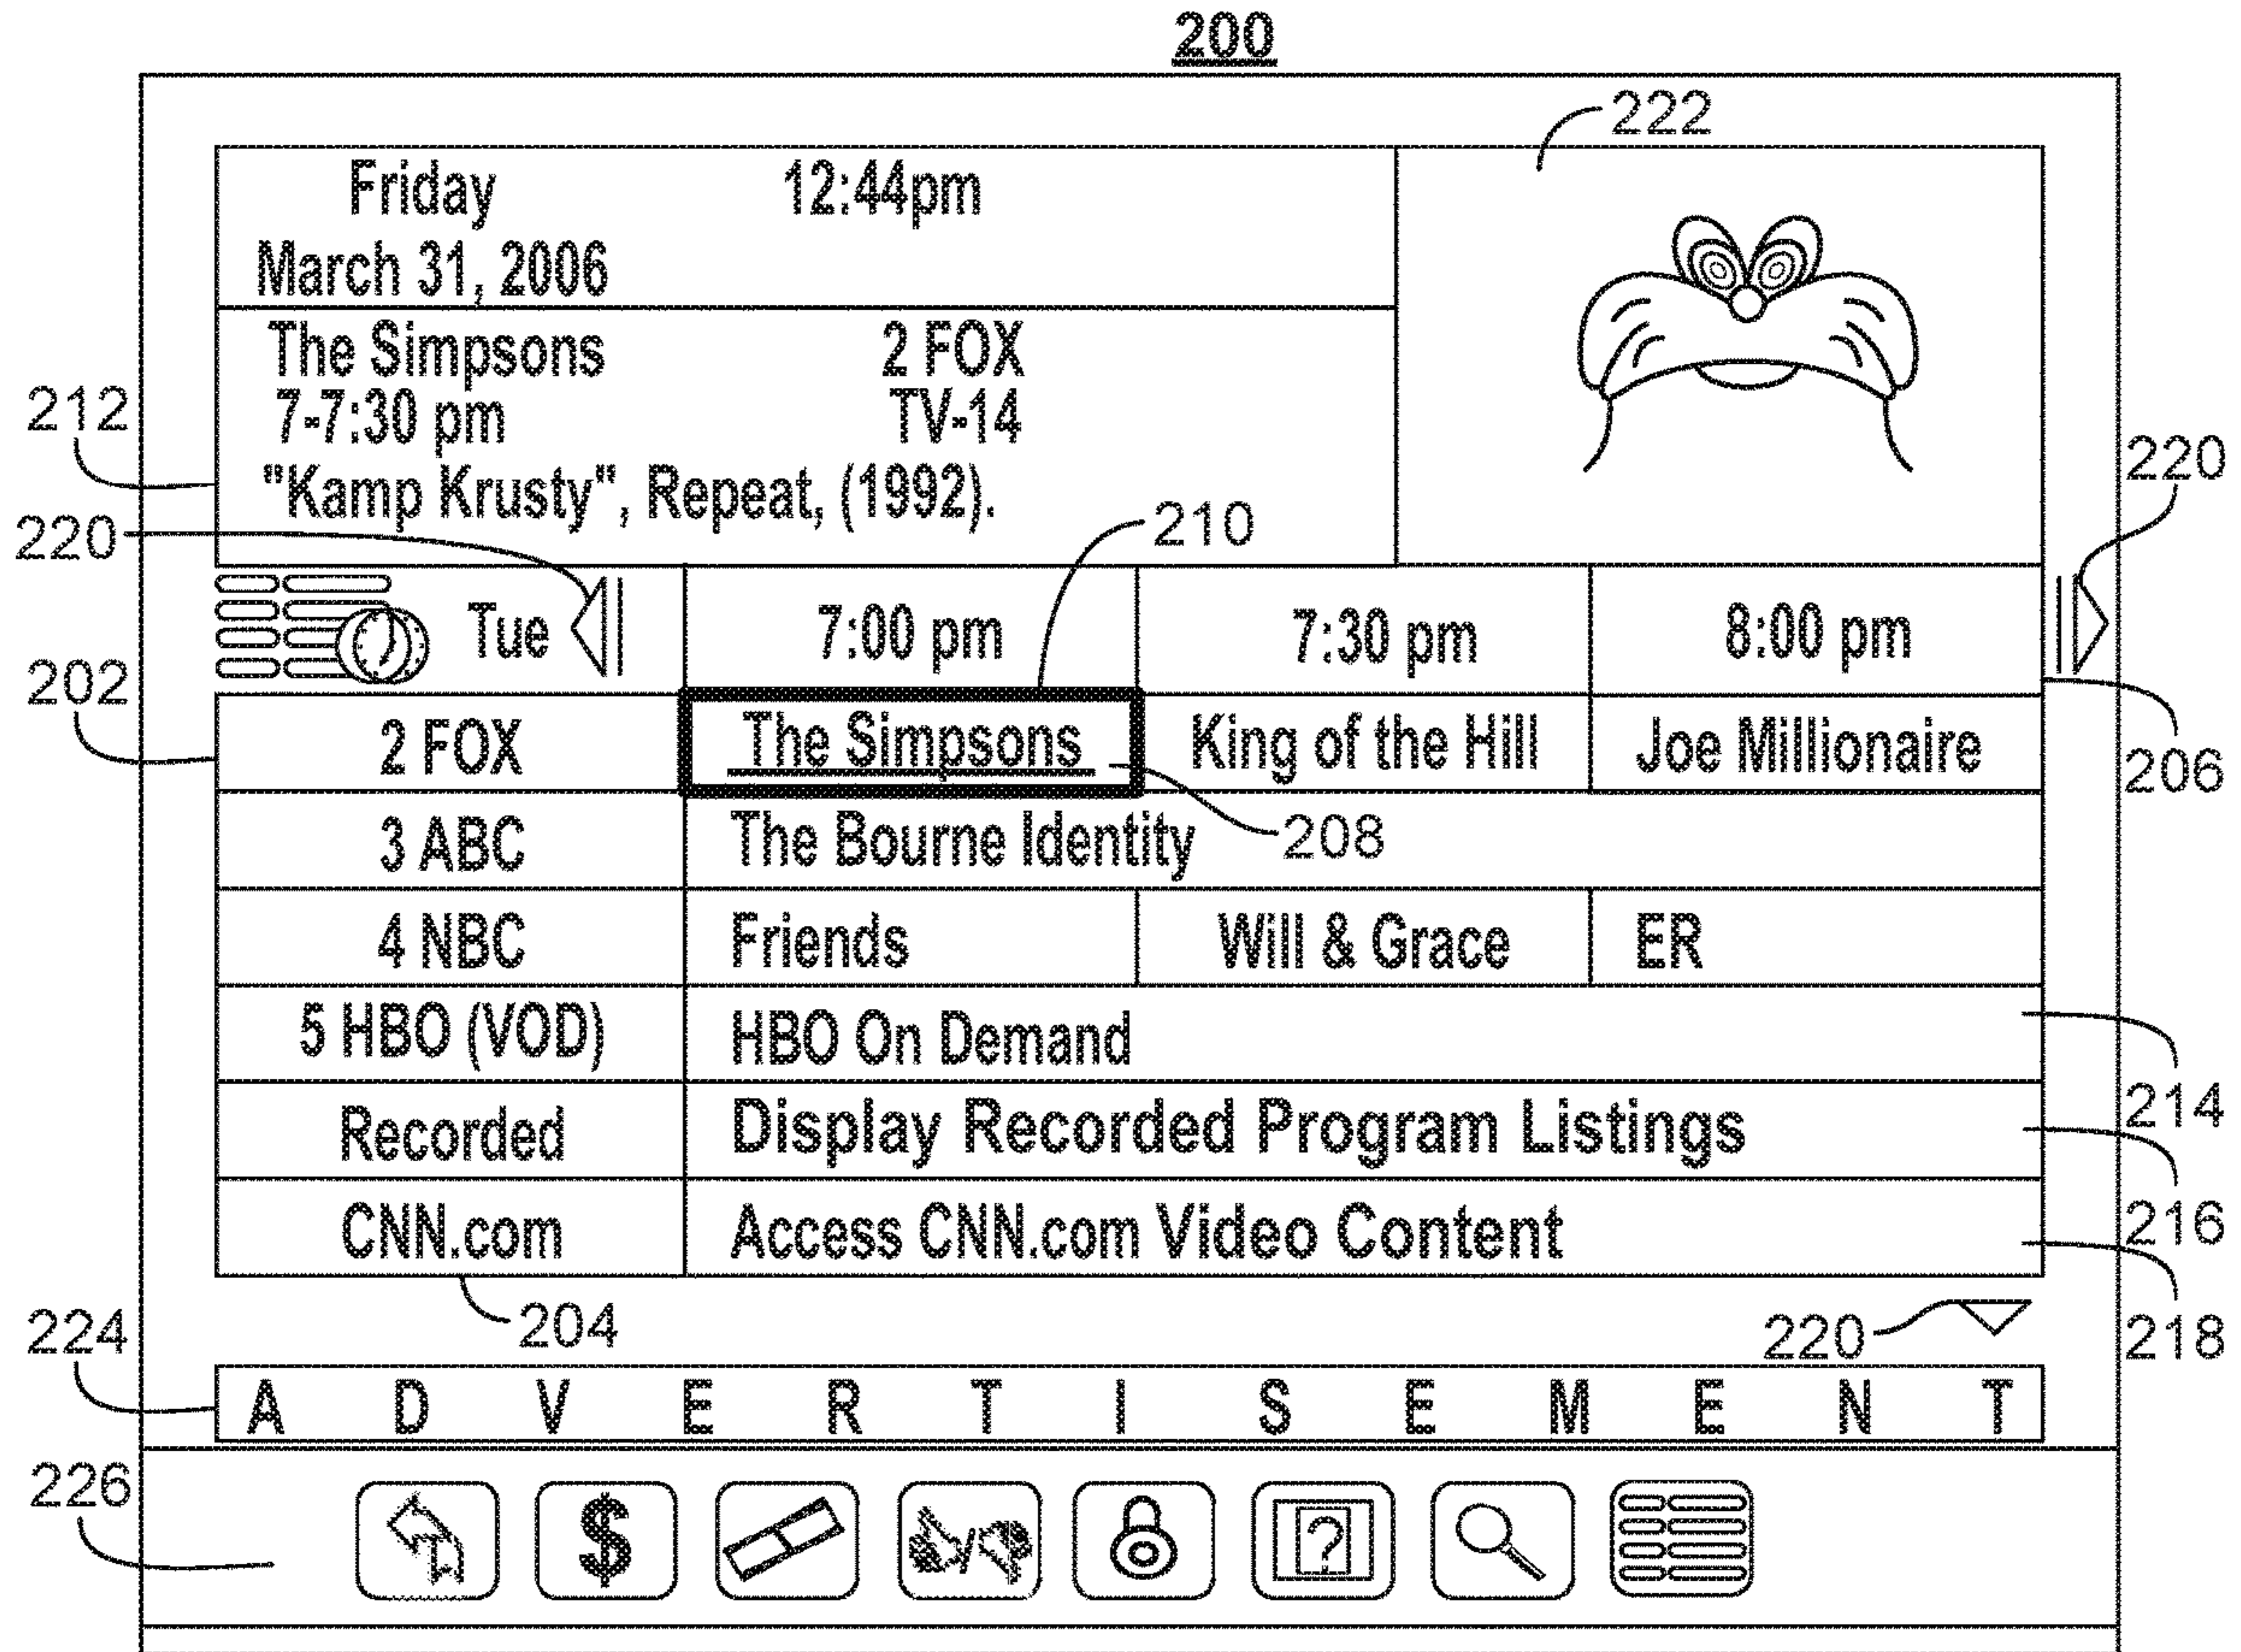 200
222
Friday 12:44pm
March 31, 2006
The Simpsons 2 FOX
212
7-7:30 pm TV-14
220
"Kamp Krusty", Repeat, (1992).
220
210
Tue 7:00 pm 7:30 pm 8:00 pm
202
2 FOX The Simpsons King of the Hill Joe Millionaire
206
3 ABC The Bourne Identity 208
4 NBC Friends Will & Grace ER
5 HBO (VOD) HBO On Demand
214
Recorded Display Recorded Program Listings
216
CNN.com Access CNN.com Video Content
204
220
218
224
A D V E R T I S E M E N T
226
$ / ?